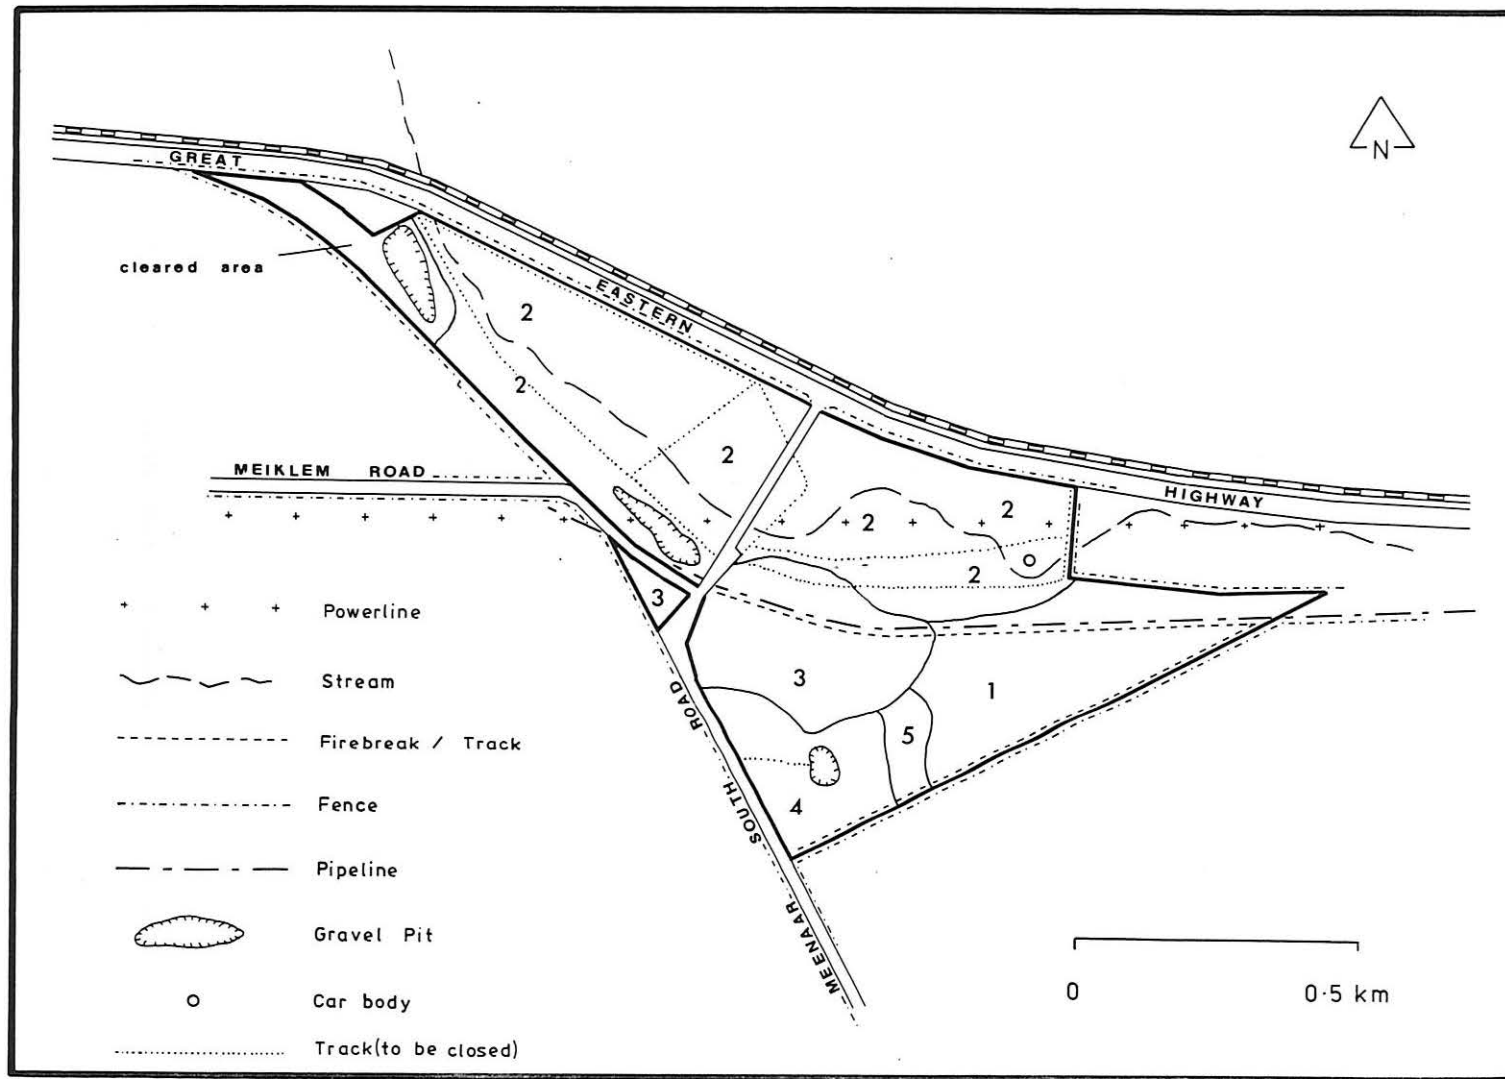 N
GREAT
cleared area
EASTERN
2
2
2
MEIKLEM ROAD
HIGHWAY
2
2
2
3
3
1
5
4
MEENAAR SOUTH ROAD
Powerline
Stream
Firebreak / Track
Fence
Pipeline
Gravel Pit
Car body
Track(to be closed)
0 0·5 km